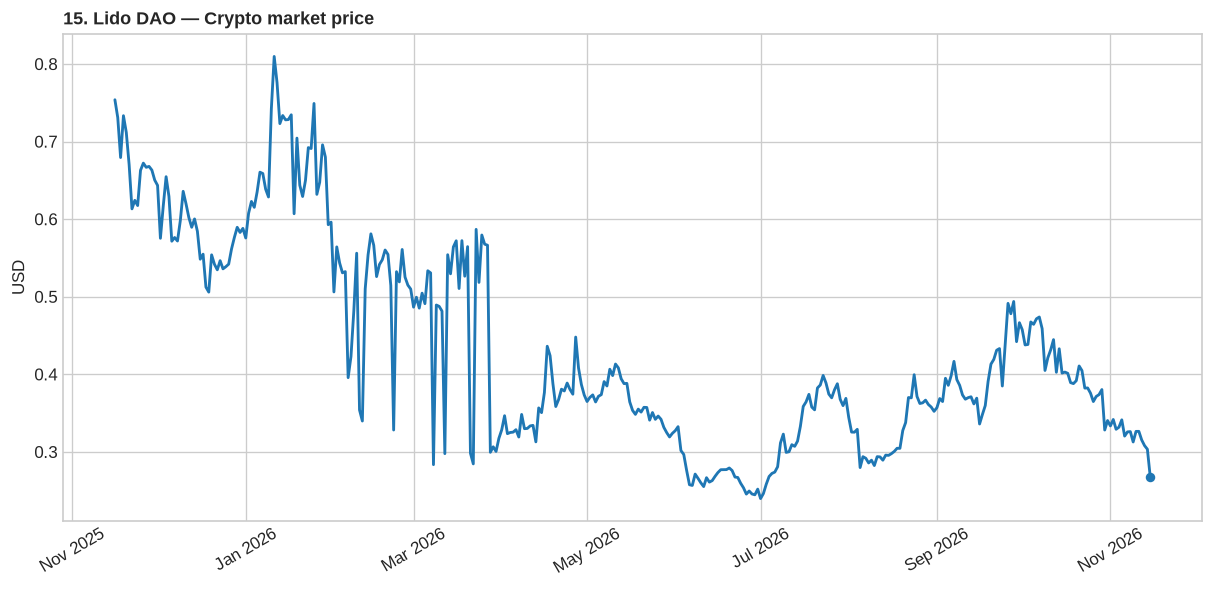 15. Lido DAO — Crypto market price
USD
0.8
0.7
0.6
0.5
0.4
0.3
Nov 2025
Jan 2026
Mar 2026
May 2026
Jul 2026
Sep 2026
Nov 2026